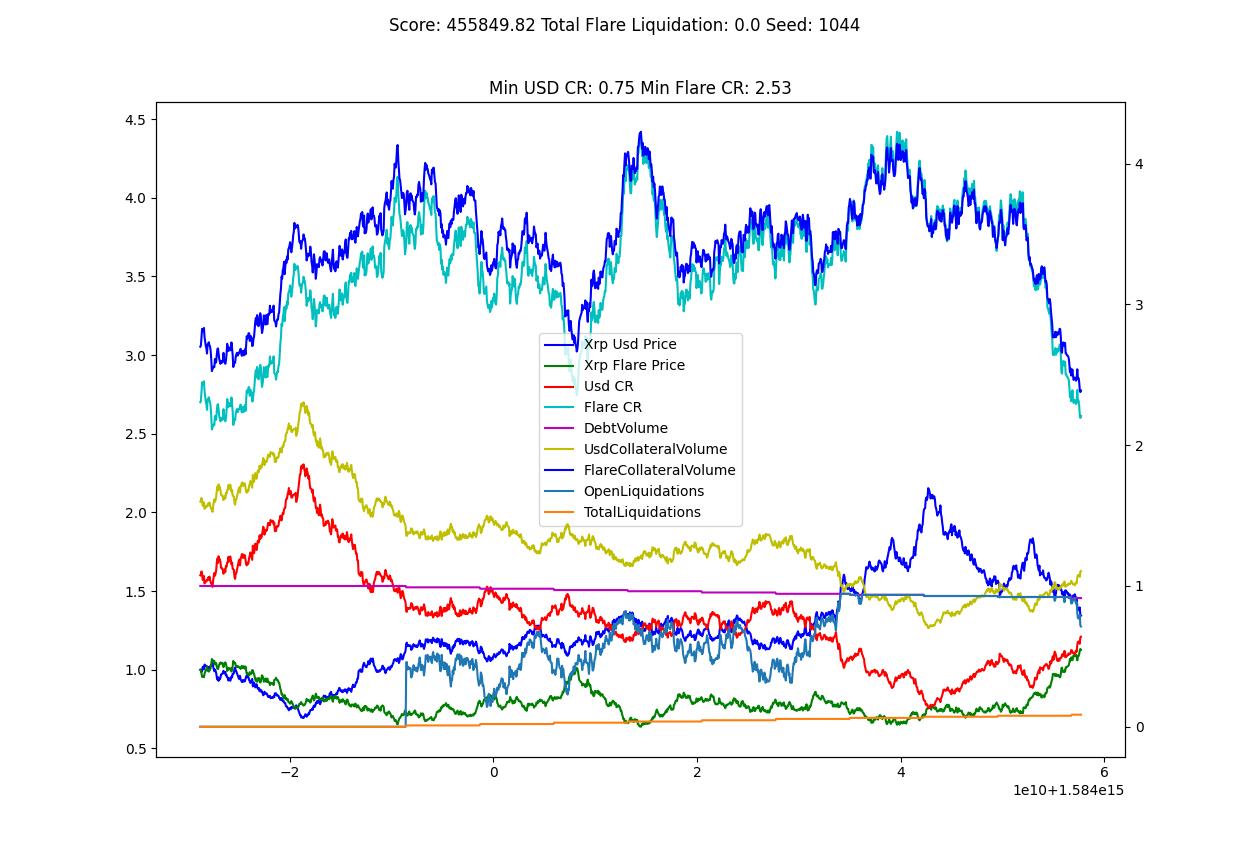 Score: 455849.82 Total Flare Liquidation: 0.0 Seed: 1044
Min USD CR: 0.75 Min Flare CR: 2.53
4.5
4.0
3.5
3.0
2.5
2.0
1.5
1.0
0.5
4
3
2
1
0
Xrp Usd Price
Xrp Flare Price
Usd CR
Flare CR
DebtVolume
UsdCollateralVolume
FlareCollateralVolume
OpenLiquidations
TotalLiquidations
−2 0 2 4 6
1e10+1.584e15